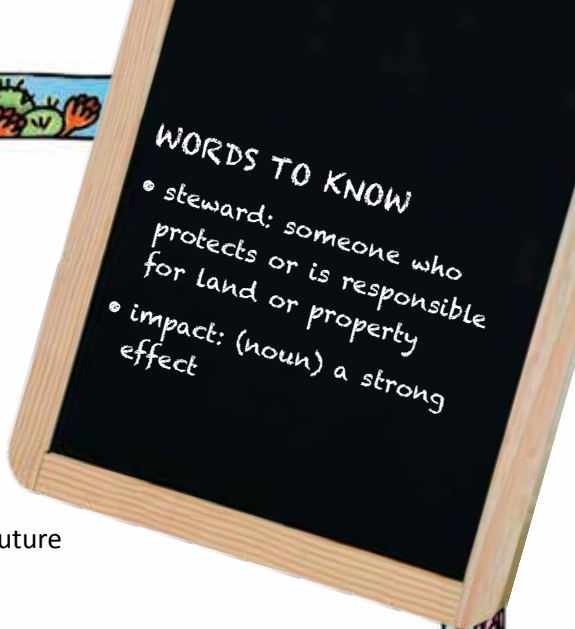 WORDS TO KNOW
• steward: someone who
protects or is responsible
for land or property
• impact: (noun) a strong
effect
uture